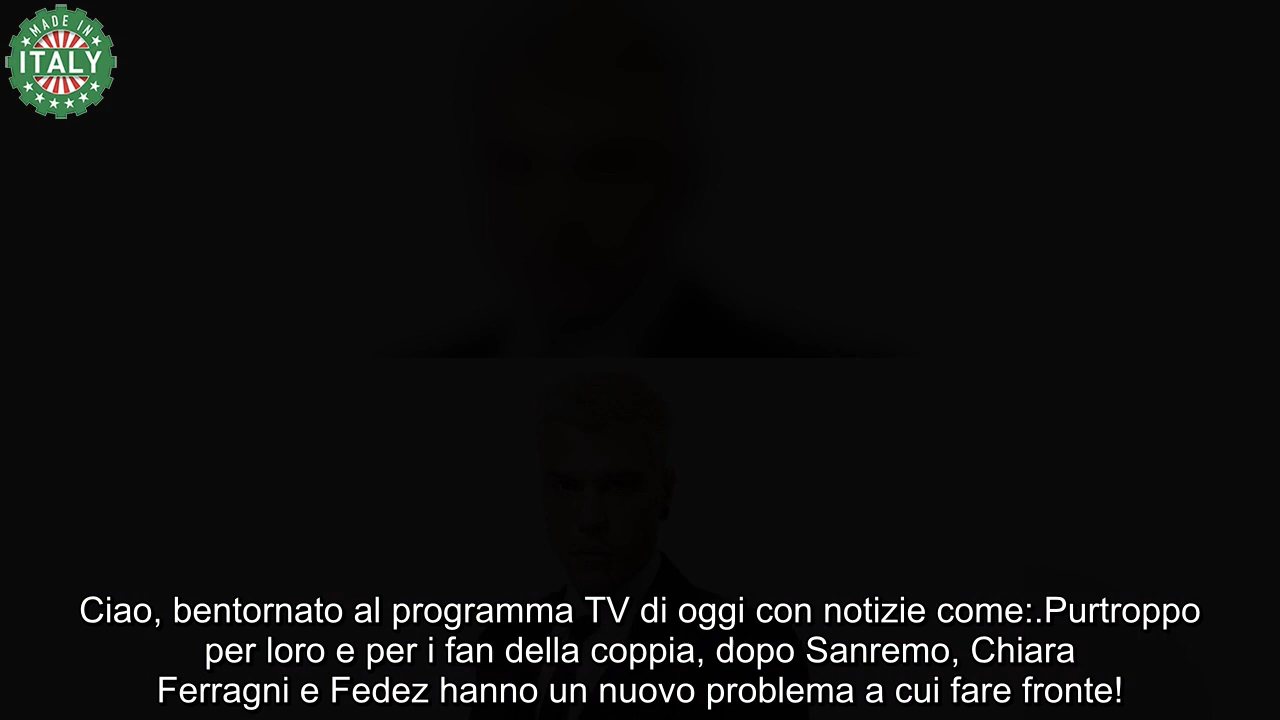 MADE IN
ITALY
Ciao, bentornato al programma TV di oggi con notizie come:.Purtroppo
per loro e per i fan della coppia, dopo Sanremo, Chiara
Ferragni e Fedez hanno un nuovo problema a cui fare fronte!